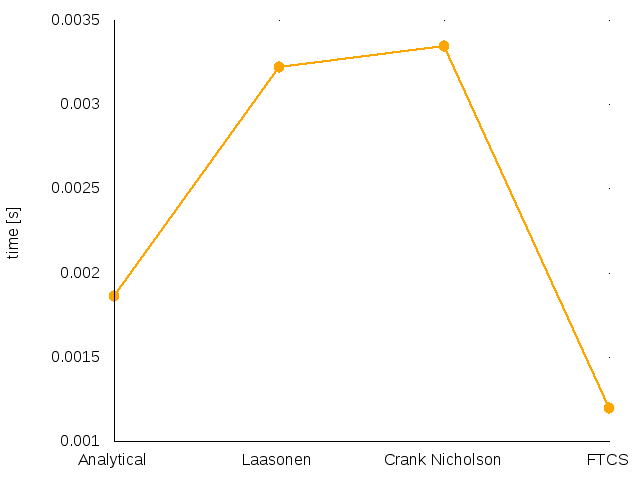 0.0035
0.003
0.0025
0.002
0.0015
0.001
time [s]
Analytical
Laasonen
Crank Nicholson
FTCS